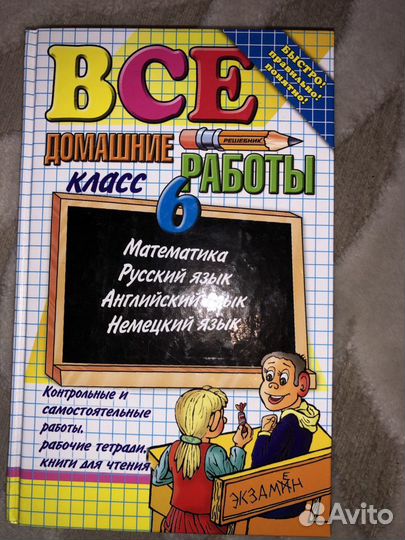 ВСЕ
БЫСТРО!
правильно!
понятно!
ДОМАШНИЕ
РЕШЕБНИК
РАБОТЫ
класс
6
Математика
Русский язык
Английский язык
Немецкий язык
Контрольные и
самостоятельные
работы,
рабочие тетради,
книги для чтения
ЭКЗАМЕН
Avito